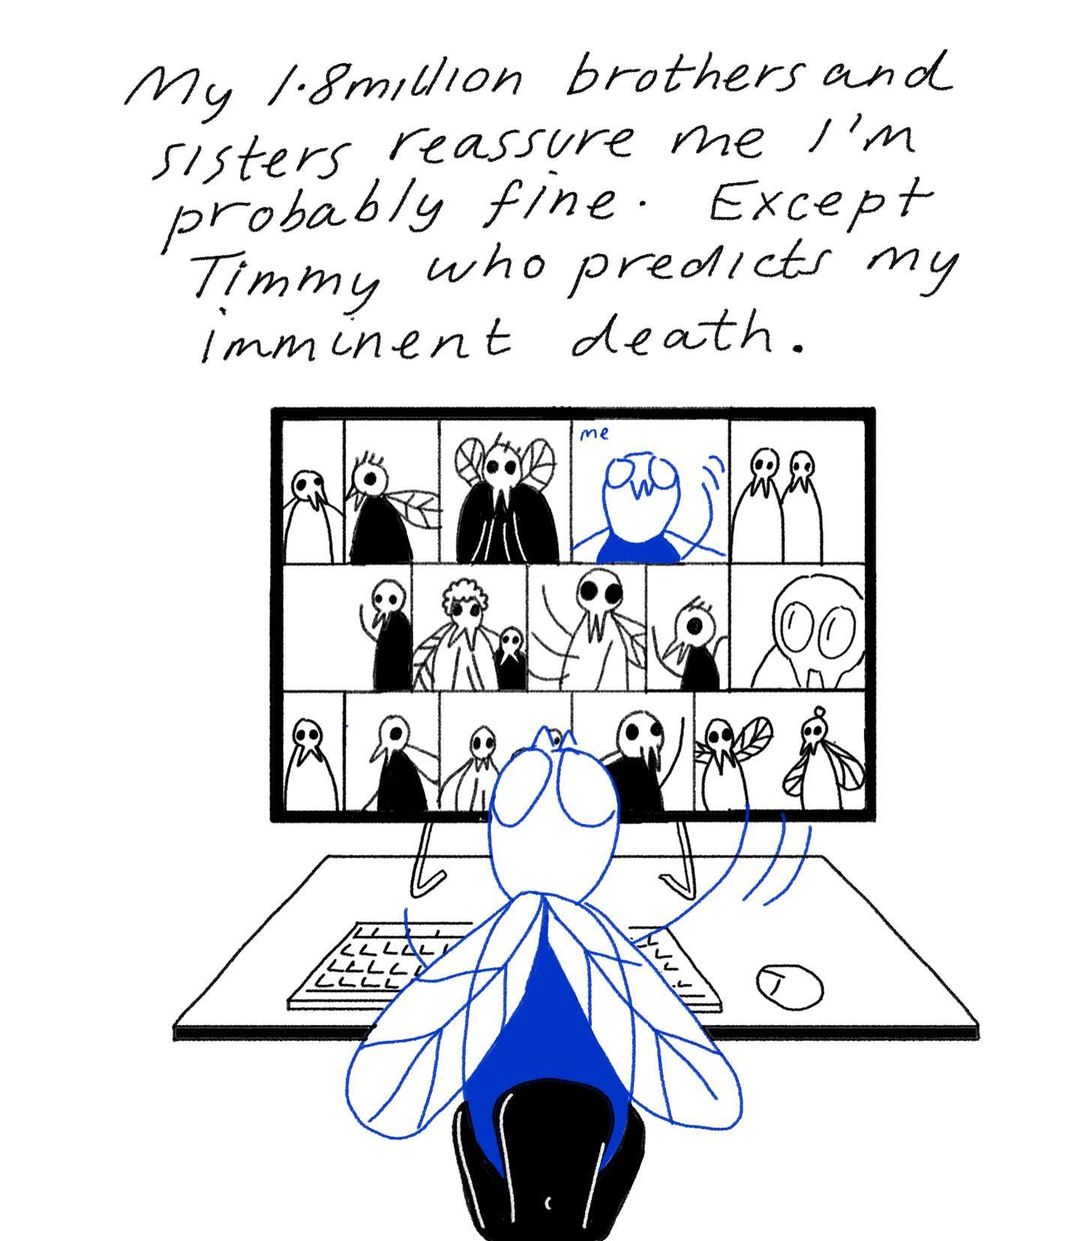 My 1.8million brothers and
sisters reassure me I'm
probably fine. Except
Timmy who predicts my
imminent death.
me